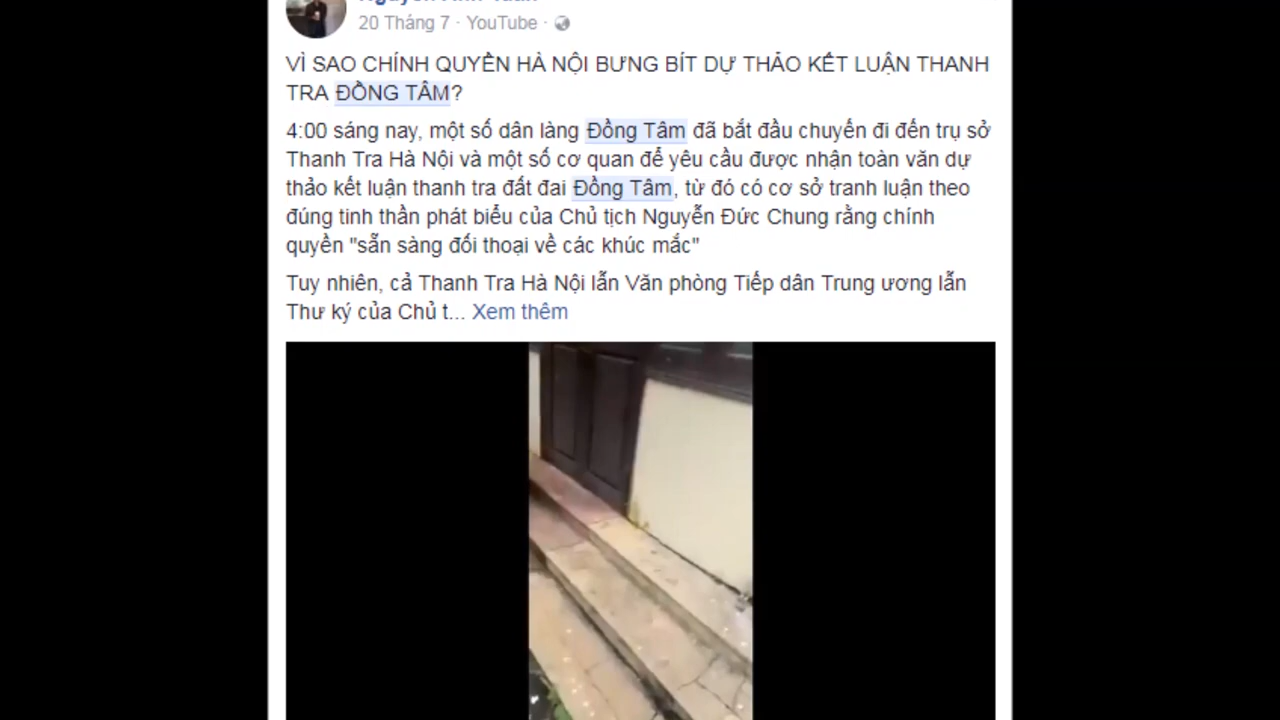 20 Tháng 7 · YouTube ·
VÌ SAO CHÍNH QUYỀN HÀ NỘI BƯNG BÍT DỰ THẢO KẾT LUẬN THANH
TRA ĐỒNG TÂM?
4:00 sáng nay, một số dân làng Đồng Tâm đã bắt đầu chuyến đi đến trụ sở
Thanh Tra Hà Nội và một số cơ quan để yêu cầu được nhận toàn văn dự
thảo kết luận thanh tra đất đai Đồng Tâm, từ đó có cơ sở tranh luận theo
đúng tinh thần phát biểu của Chủ tịch Nguyễn Đức Chung rằng chính
quyền "sẵn sàng đối thoại về các khúc mắc"
Tuy nhiên, cả Thanh Tra Hà Nội lẫn Văn phòng Tiếp dân Trung ương lẫn
Thư ký của Chủ t... Xem thêm